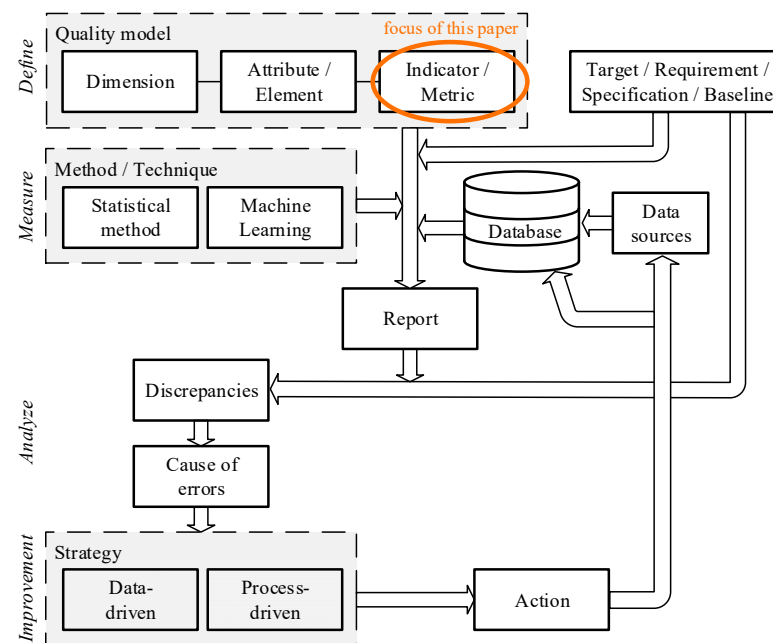 focus of this paper
Define
Quality model
Dimension
Attribute /
Element
Indicator /
Metric
Target / Requirement /
Specification / Baseline
Measure
Method / Technique
Statistical
method
Machine
Learning
Database
Data
sources
Report
Analyze
Discrepancies
Cause of
errors
Improvement
Strategy
Data-
driven
Process-
driven
Action